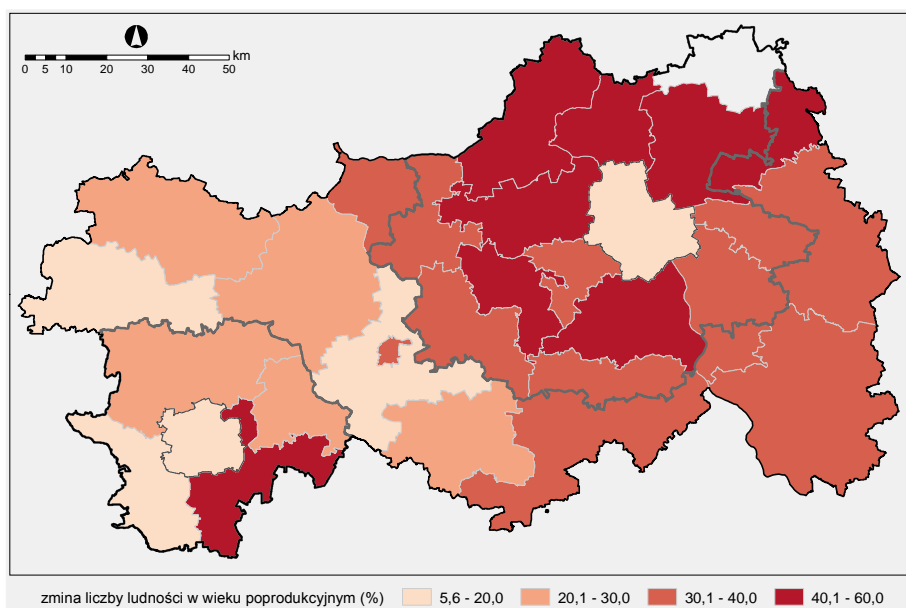 km
0 5 10 20 30 40 50
zmina liczby ludności w wieku poprodukcyjnym (%) 5,6 - 20,0 20,1 - 30,0 30,1 - 40,0 40,1 - 60,0